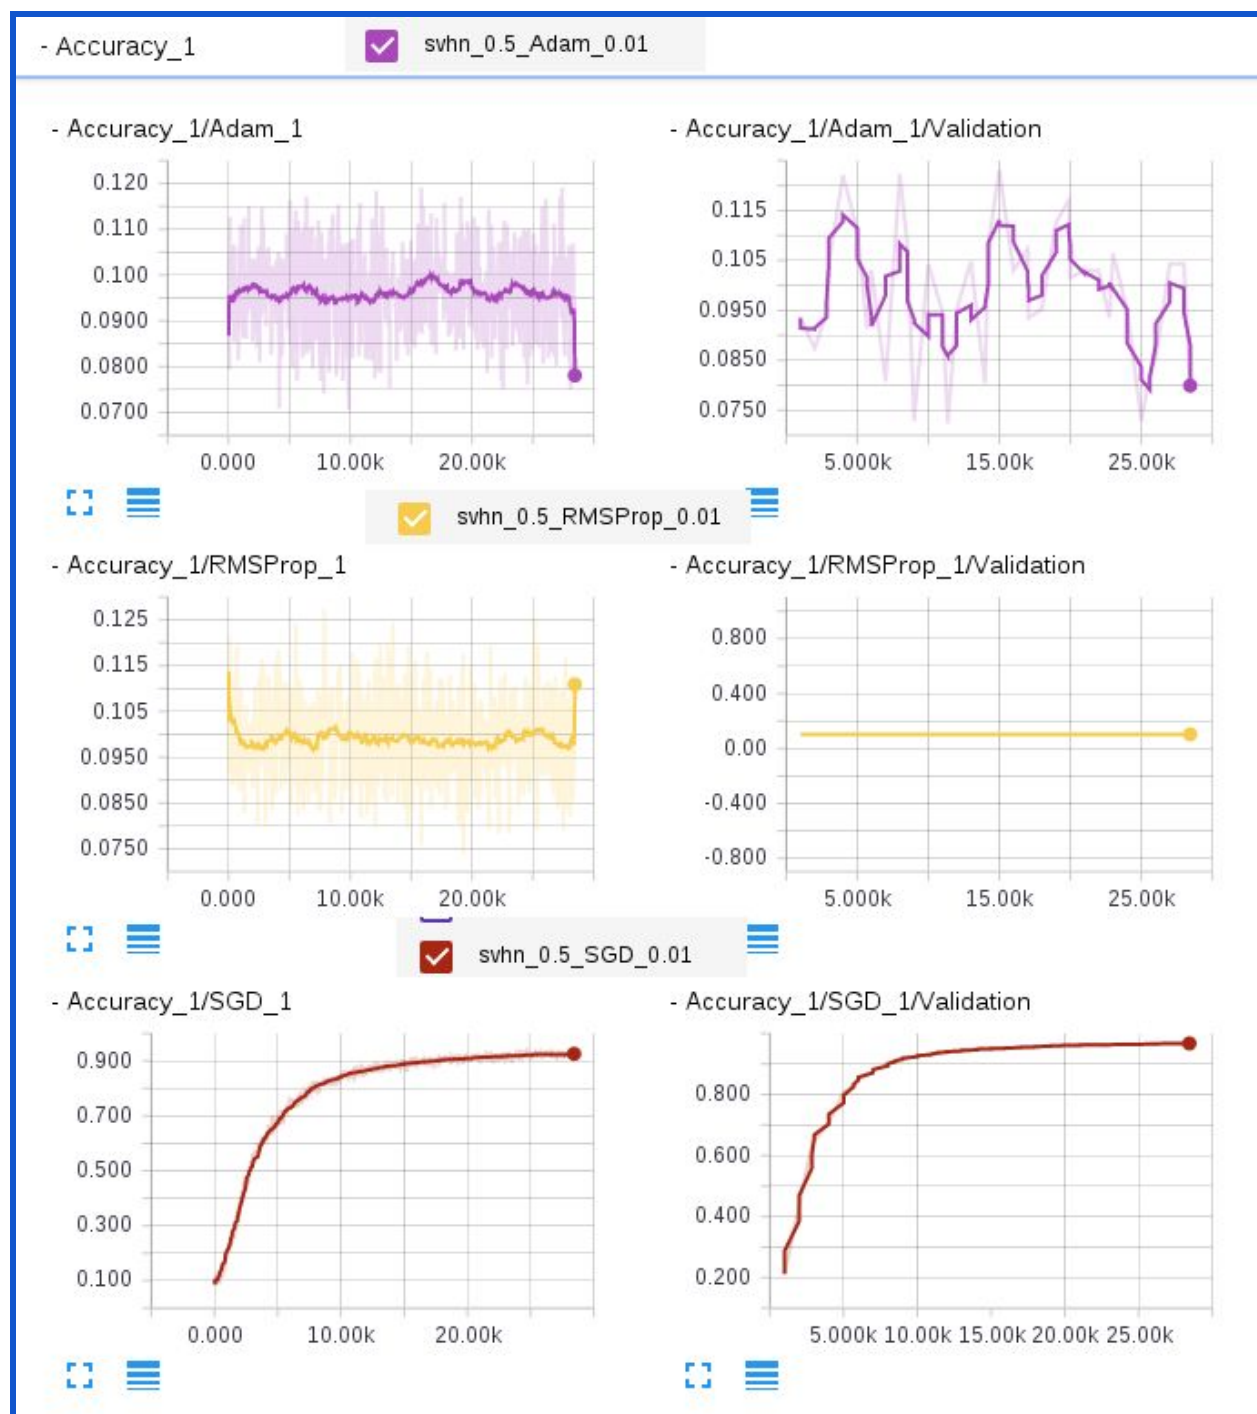 - Accuracy_1 svhn_0.5_Adam_0.01
- Accuracy_1/Adam_1 - Accuracy_1/Adam_1/Validation
0.120
0.110
0.100
0.0900
0.0800
0.0700
0.000 10.00k 20.00k
0.115
0.105
0.0950
0.0850
0.0750
5.000k 15.00k 25.00k
svhn_0.5_RMSProp_0.01
- Accuracy_1/RMSProp_1 - Accuracy_1/RMSProp_1/Validation
0.125
0.115
0.105
0.0950
0.0850
0.0750
0.000 10.00k 20.00k
0.800
0.400
0.00
-0.400
-0.800
5.000k 15.00k 25.00k
svhn_0.5_SGD_0.01
- Accuracy_1/SGD_1 - Accuracy_1/SGD_1/Validation
0.900
0.700
0.500
0.300
0.100
0.000 10.00k 20.00k
0.800
0.600
0.400
0.200
5.000k 10.00k 15.00k 20.00k 25.00k